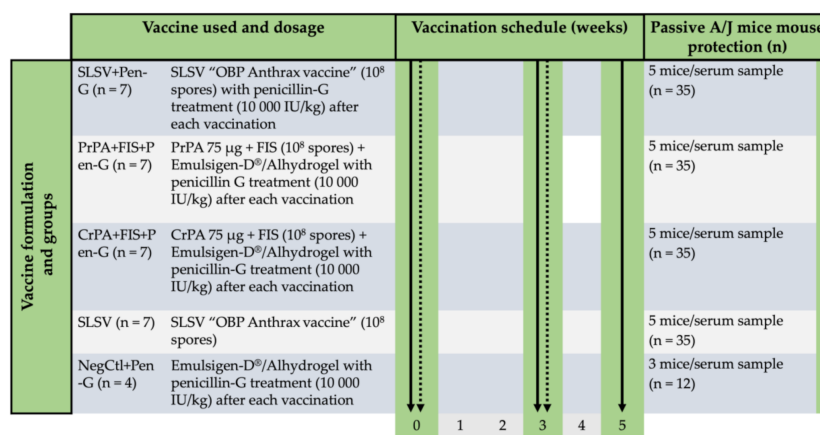 Vaccine used and dosage
Vaccination schedule (weeks)
Passive A/J mice mouse
protection (n)
Vaccine formulation
and groups
SLSV+Pen-
G (n = 7)
SLSV “OBP Anthrax vaccine” (10⁸
spores) with penicillin-G
treatment (10 000 IU/kg) after
each vaccination
5 mice/serum sample
(n = 35)
PrPA+FIS+P
en-G (n = 7)
PrPA 75 µg + FIS (10⁸ spores) +
Emulsigen-D®/Alhydrogel with
penicillin G treatment (10 000
IU/kg) after each vaccination
5 mice/serum sample
(n = 35)
CrPA+FIS+P
en-G (n = 7)
CrPA 75 µg + FIS (10⁸ spores) +
Emulsigen-D®/Alhydrogel with
penicillin-G treatment (10 000
IU/kg) after each vaccination
5 mice/serum sample
(n = 35)
SLSV (n = 7)
SLSV “OBP Anthrax vaccine” (10⁸
spores)
5 mice/serum sample
(n = 35)
NegCtl+Pen
-G (n = 4)
Emulsigen-D®/Alhydrogel with
penicillin-G treatment (10 000
IU/kg) after each vaccination
3 mice/serum sample
(n = 12)
0 1 2 3 4 5